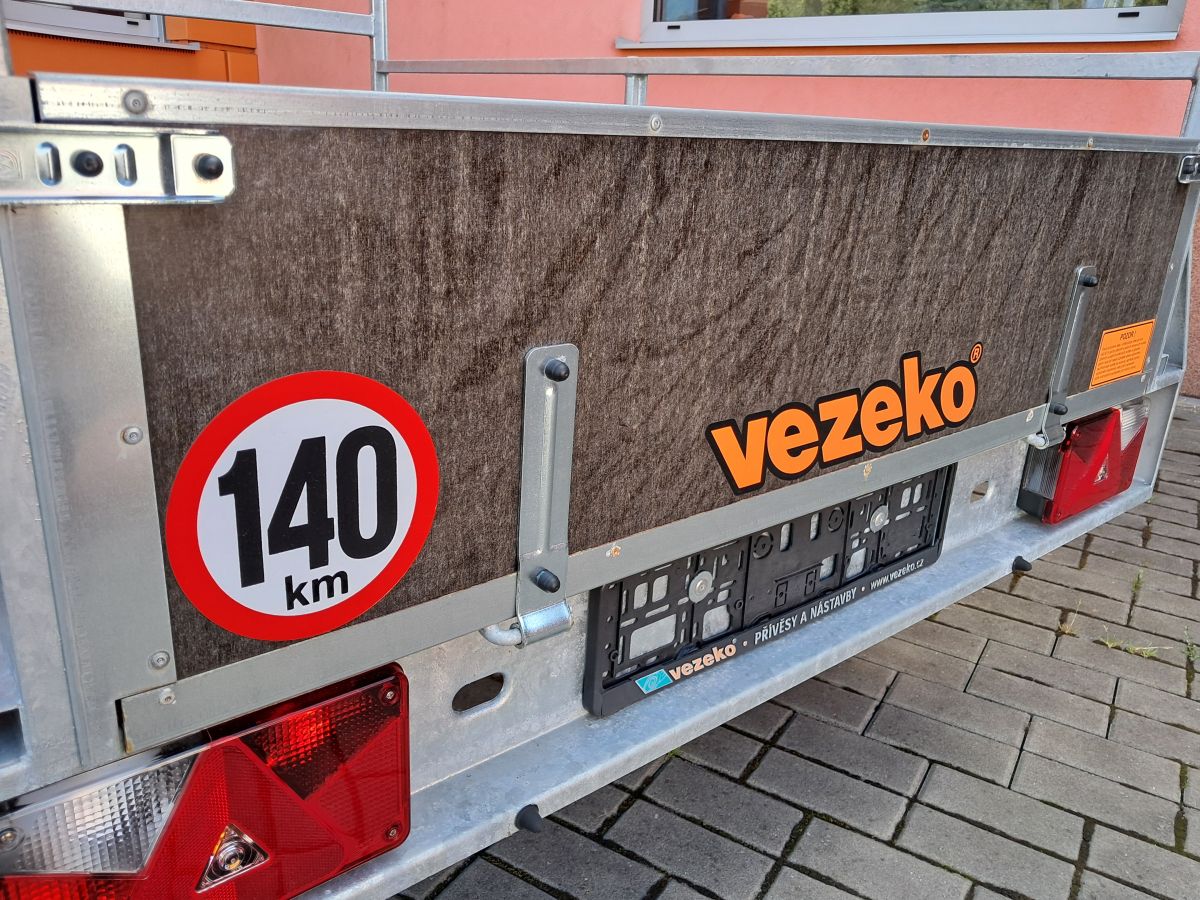 140
km
vezeko®
POZOR!
vezeko® • PŘÍVĚSY A NÁSTAVBY • www.vezeko.cz